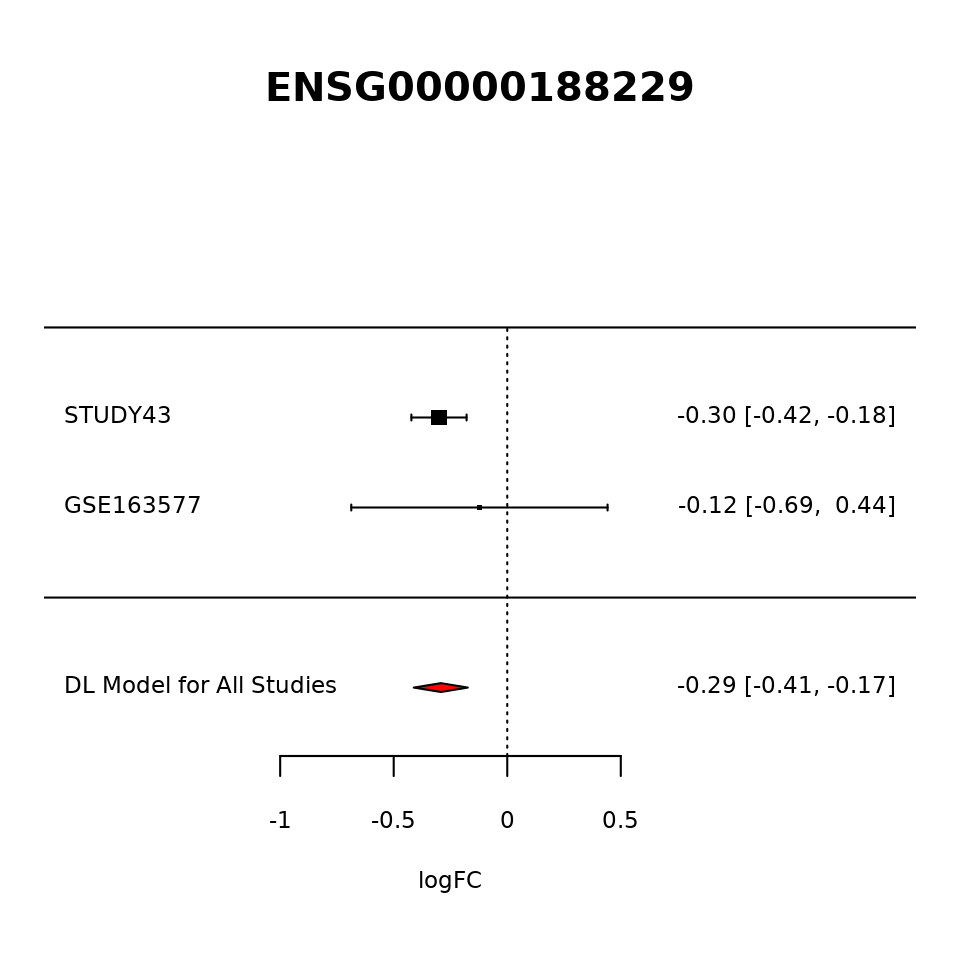 ENSG00000188229
STUDY43 -0.30 [-0.42, -0.18]
GSE163577 -0.12 [-0.69,  0.44]
DL Model for All Studies -0.29 [-0.41, -0.17]
-1 -0.5 0 0.5
logFC